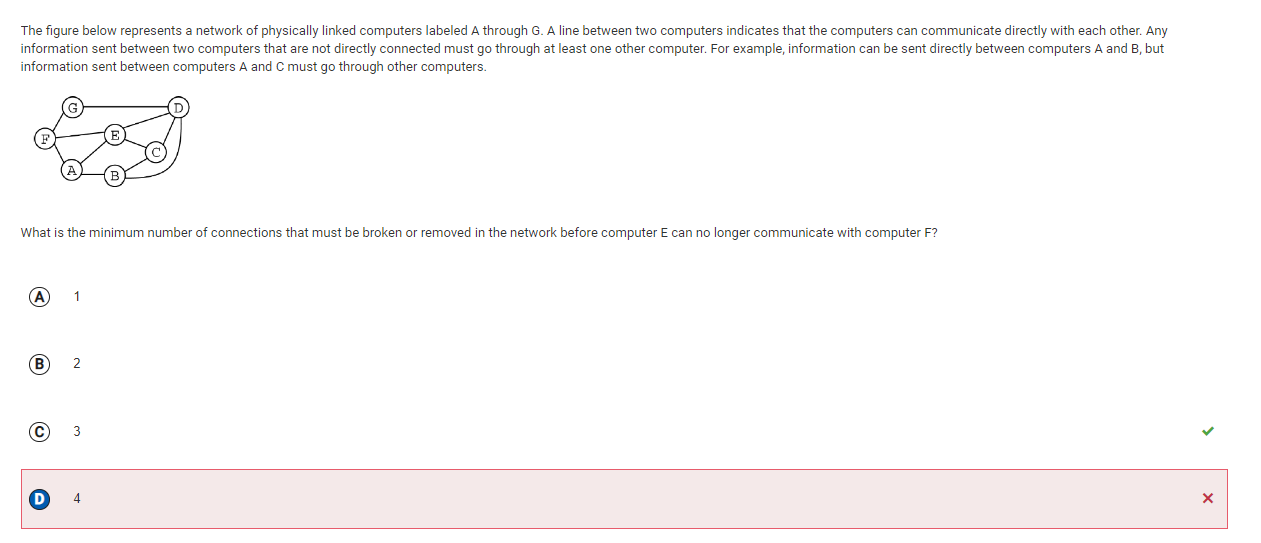 The figure below represents a network of physically linked computers labeled A through G. A line between two computers indicates that the computers can communicate directly with each other. Any
information sent between two computers that are not directly connected must go through at least one other computer. For example, information can be sent directly between computers A and B, but
information sent between computers A and C must go through other computers.
G D
E
F
C
A
B
What is the minimum number of connections that must be broken or removed in the network before computer E can no longer communicate with computer F?
A 1
B 2
C 3
D 4